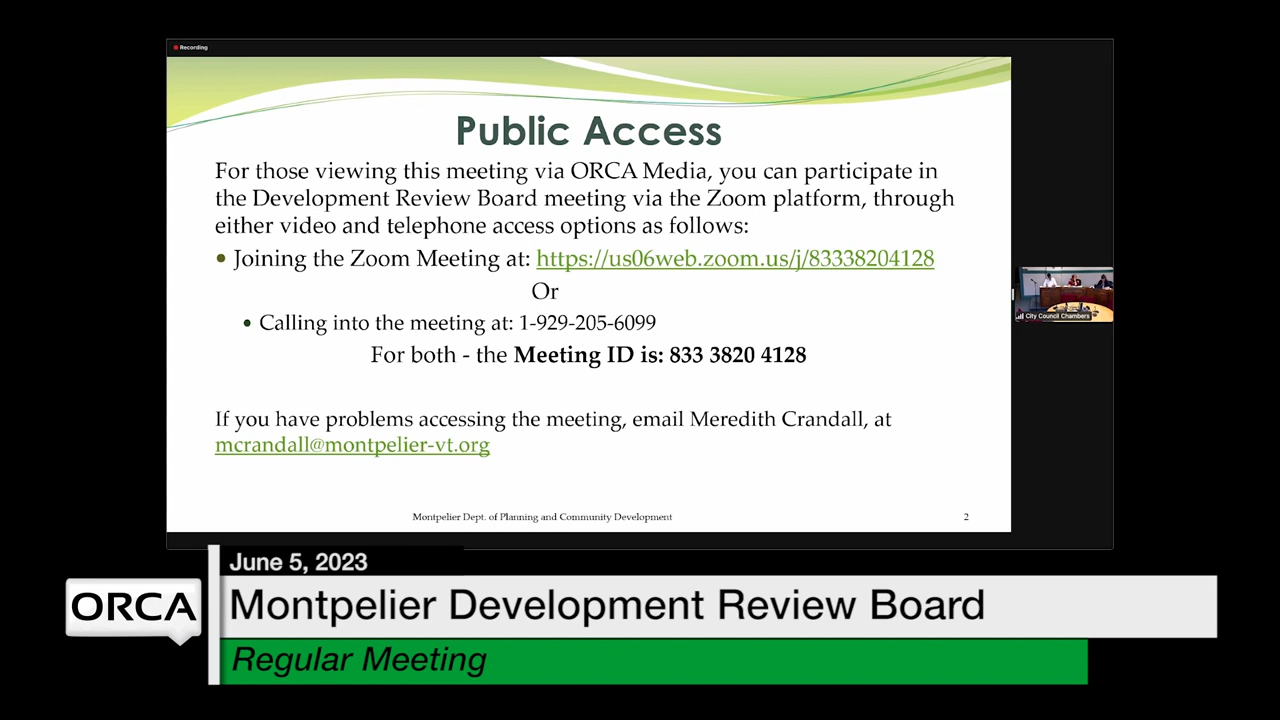 Recording
Public Access
For those viewing this meeting via ORCA Media, you can participate in
the Development Review Board meeting via the Zoom platform, through
either video and telephone access options as follows:
• Joining the Zoom Meeting at: https://us06web.zoom.us/j/83338204128
Or
• Calling into the meeting at: 1-929-205-6099
For both - the Meeting ID is: 833 3820 4128
If you have problems accessing the meeting, email Meredith Crandall, at
mcrandall@montpelier-vt.org
Montpelier Dept. of Planning and Community Development 2
City Council Chambers
June 5, 2023
ORCA
Montpelier Development Review Board
Regular Meeting